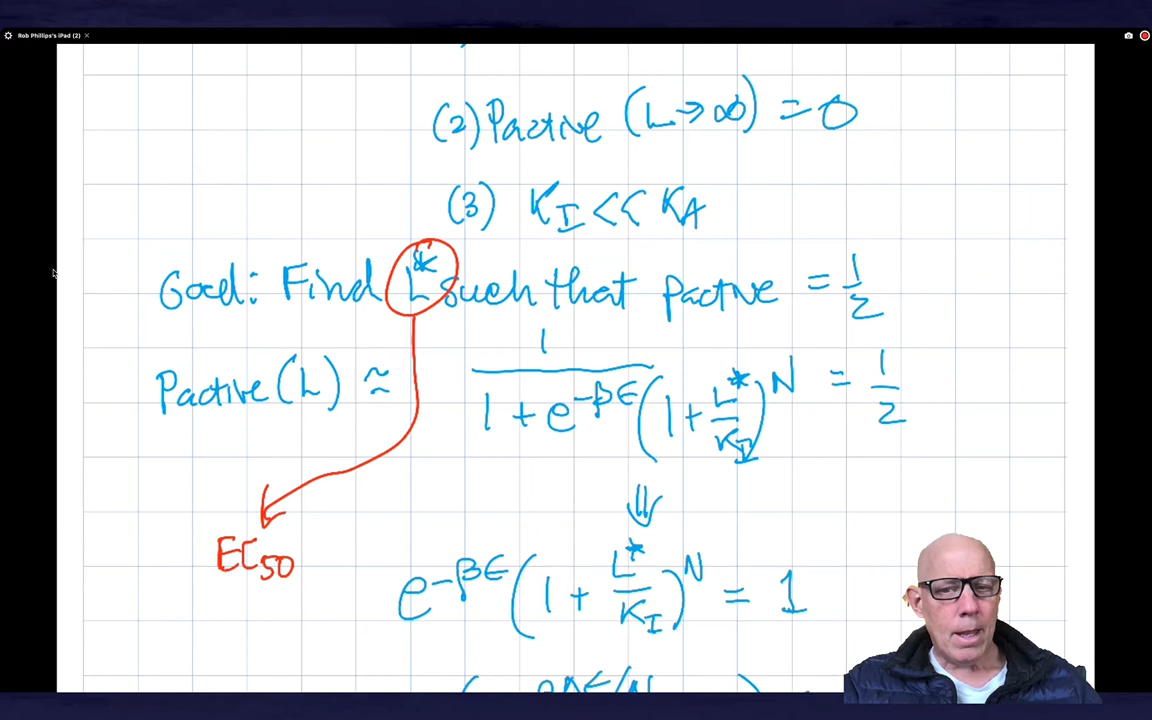 Rob Phillips's iPad (2) ×
(2) Pactive (L→∞) = 0
(3) K_I << K_A
Goal: Find L* such that pactive = 1/2
Pactive (L) ≈ 1/(1 + e^{-βϵ}(1 + L*/K_I)^N) = 1/2
⇓
EC50
e^{-βϵ}(1 + L*/K_I)^N = 1